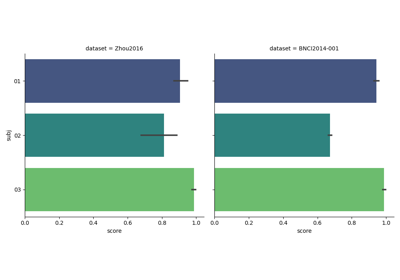 dataset = Zhou2016
dataset = BNCI2014-001
subj
01
02
03
0.0 0.2 0.4 0.6 0.8 1.0
score
0.0 0.2 0.4 0.6 0.8 1.0
score